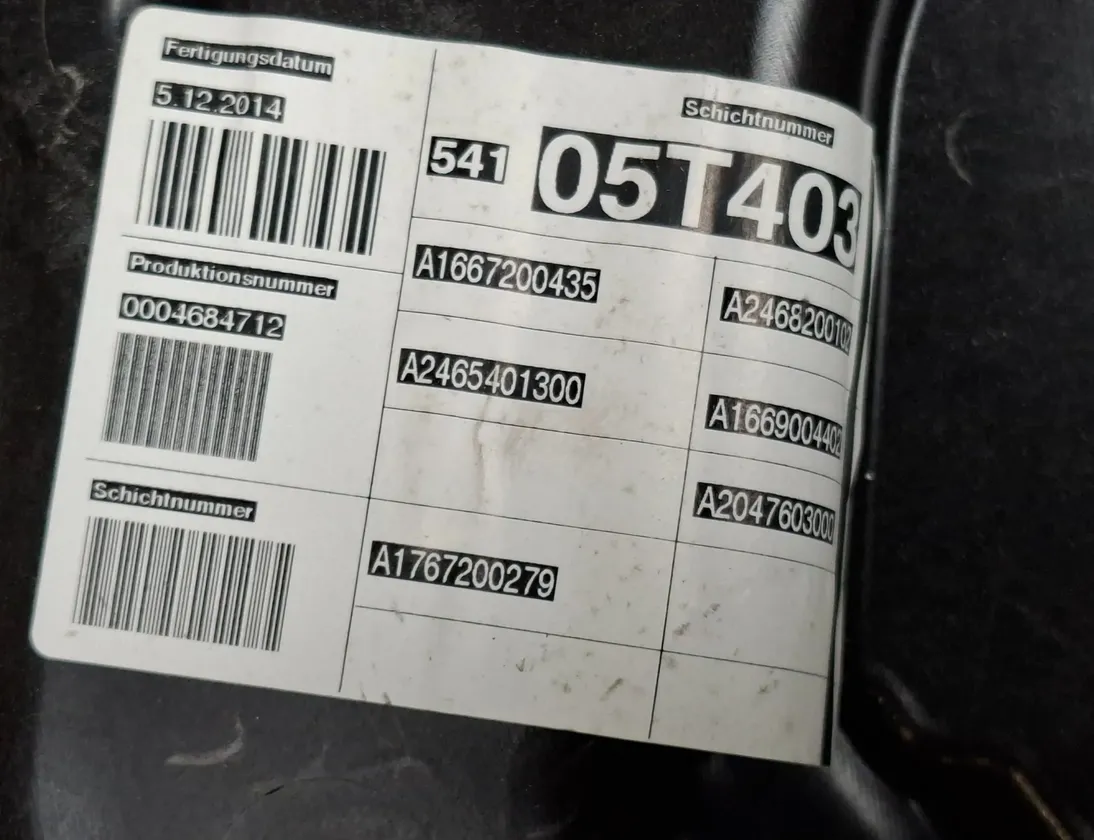 Fertigungsdatum
5.12.2014
Produktionsnummer
0004684712
Schichtnummer
Schichtnummer
541 05T403
A1667200435
A2465401300
A1767200279
A2468200102
A1669004402
A2047603000